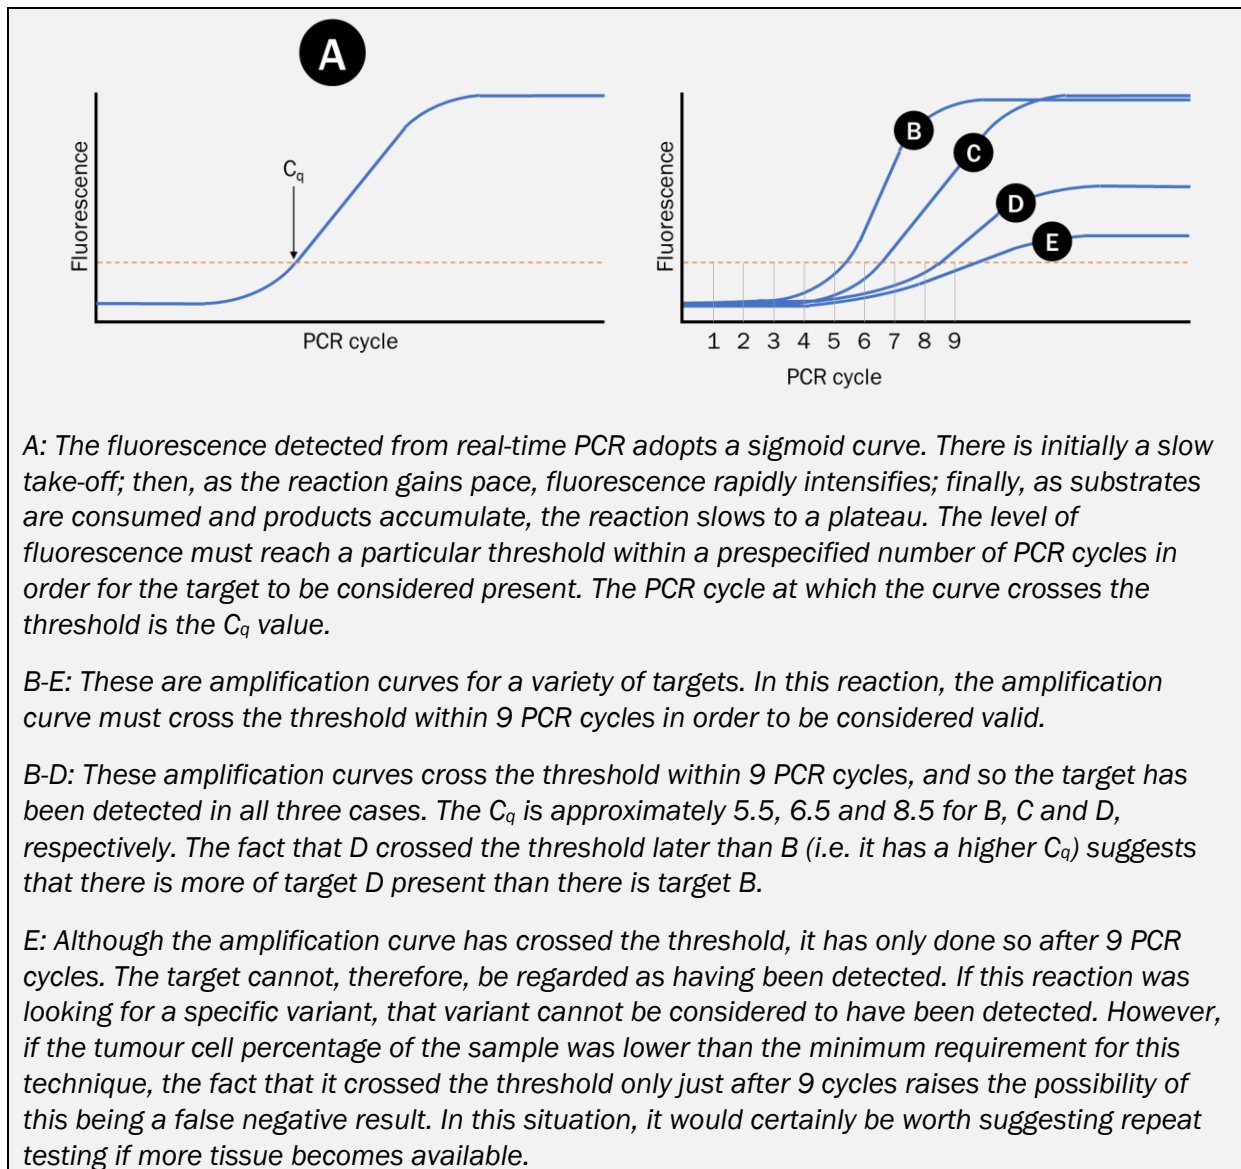 A
Fluorescence
Cq
PCR cycle
Fluorescence
B
C
D
E
1 2 3 4 5 6 7 8 9
PCR cycle
A: The fluorescence detected from real-time PCR adopts a sigmoid curve. There is initially a slow
take-off; then, as the reaction gains pace, fluorescence rapidly intensifies; finally, as substrates
are consumed and products accumulate, the reaction slows to a plateau. The level of
fluorescence must reach a particular threshold within a prespecified number of PCR cycles in
order for the target to be considered present. The PCR cycle at which the curve crosses the
threshold is the Cq value.
B-E: These are amplification curves for a variety of targets. In this reaction, the amplification
curve must cross the threshold within 9 PCR cycles in order to be considered valid.
B-D: These amplification curves cross the threshold within 9 PCR cycles, and so the target has
been detected in all three cases. The Cq is approximately 5.5, 6.5 and 8.5 for B, C and D,
respectively. The fact that D crossed the threshold later than B (i.e. it has a higher Cq) suggests
that there is more of target D present than there is target B.
E: Although the amplification curve has crossed the threshold, it has only done so after 9 PCR
cycles. The target cannot, therefore, be regarded as having been detected. If this reaction was
looking for a specific variant, that variant cannot be considered to have been detected. However,
if the tumour cell percentage of the sample was lower than the minimum requirement for this
technique, the fact that it crossed the threshold only just after 9 cycles raises the possibility of
this being a false negative result. In this situation, it would certainly be worth suggesting repeat
testing if more tissue becomes available.